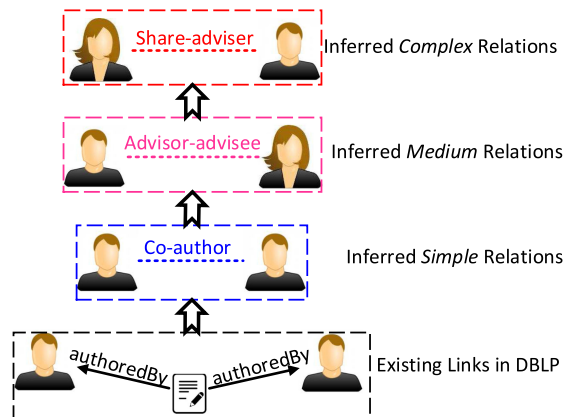 Share-adviser
Inferred Complex Relations
Advisor-advisee
Inferred Medium Relations
Co-author
Inferred Simple Relations
authoredBy
authoredBy
Existing Links in DBLP